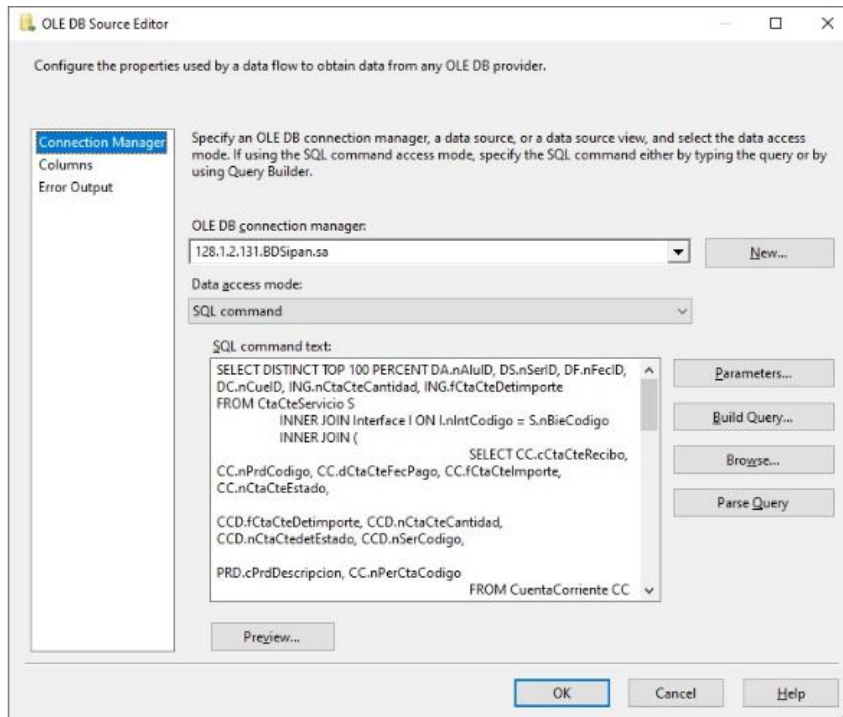 OLE DB Source Editor
Configure the properties used by a data flow to obtain data from any OLE DB provider.
Connection Manager
Columns
Error Output
Specify an OLE DB connection manager, a data source, or a data source view, and select the data access
mode. If using the SQL command access mode, specify the SQL command either by typing the query or by
using Query Builder.
OLE DB connection manager:
128.1.2.131.BDSipan.sa
New...
Data access mode:
SQL command
SQL command text:
SELECT DISTINCT TOP 100 PERCENT DA.nAluID, DS.nSerID, DF.nFecID,
DC.nCueID, ING.nCtaCteCantidad, ING.fCtaCteDetimporte
FROM CtaCteServicio S
INNER JOIN Interface I ON I.nIntCodigo = S.nBieCodigo
INNER JOIN (
SELECT CC.cCtaCteRecibo,
CC.nPrdCodigo, CC.dCtaCteFecPago, CC.fCtaCteImporte,
CC.nCtaCteEstado,
CCD.fCtaCteDetimporte, CCD.nCtaCteCantidad,
CCD.nCtaCtedetEstado, CCD.nSerCodigo,
PRD.cPrdDescripcion, CC.nPerCtaCodigo
FROM CuentaCorriente CC
Parameters...
Build Query...
Browse...
Parse Query
Preview...
OK
Cancel
Help